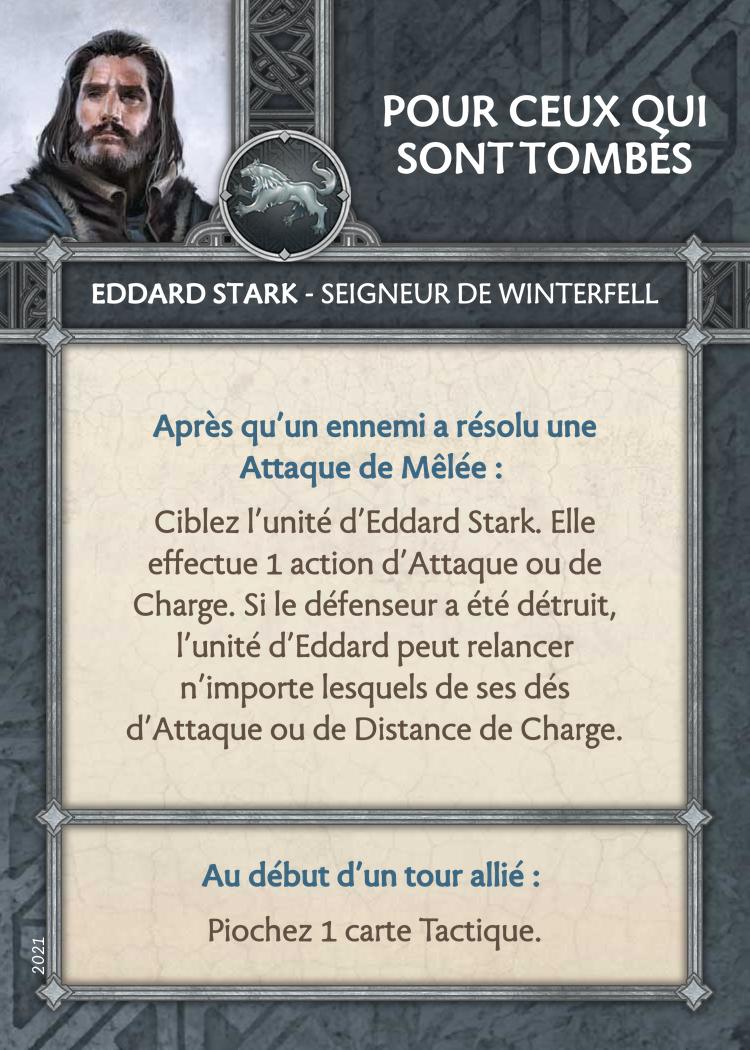 POUR CEUX QUI
SONT TOMBÉS
EDDARD STARK - SEIGNEUR DE WINTERFELL
Après qu'un ennemi a résolu une
Attaque de Mêlée :
Ciblez l'unité d'Eddard Stark. Elle
effectue 1 action d'Attaque ou de
Charge. Si le défenseur a été détruit,
l'unité d'Eddard peut relancer
n'importe lesquels de ses dés
d'Attaque ou de Distance de Charge.
Au début d'un tour allié :
Piochez 1 carte Tactique.
2021